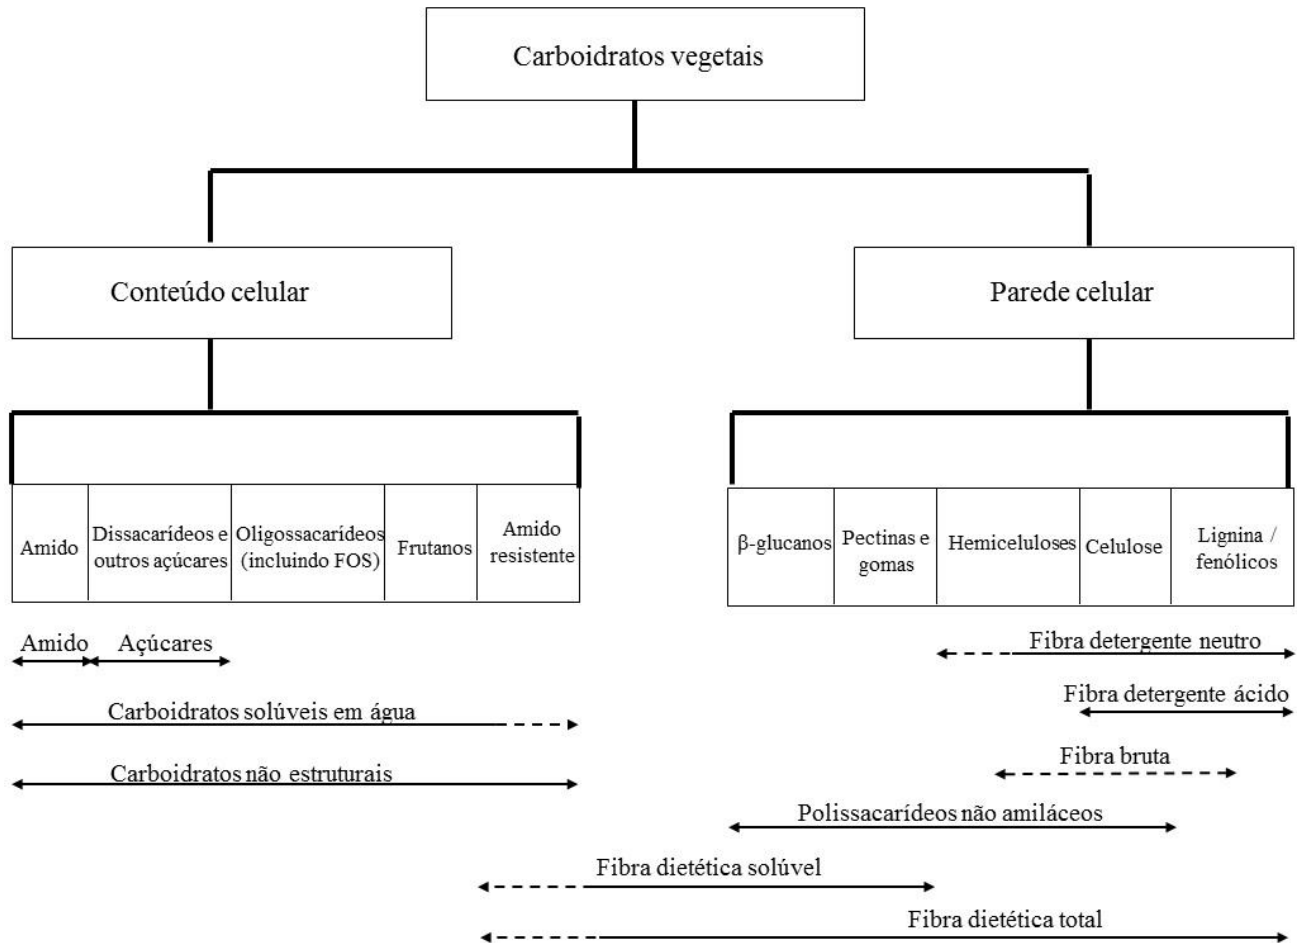 Carboidratos vegetais
Conteúdo celular
Parede celular
Amido
Dissacarídeos e
outros açúcares
Oligossacarídeos
(incluindo FOS)
Frutanos
Amido
resistente
β-glucanos
Pectinas e
gomas
Hemiceluloses
Celulose
Lignina /
fenólicos
Amido
Açúcares
Fibra detergente neutro
Carboidratos solúveis em água
Fibra detergente ácido
Carboidratos não estruturais
Fibra bruta
Polissacarídeos não amiláceos
Fibra dietética solúvel
Fibra dietética total